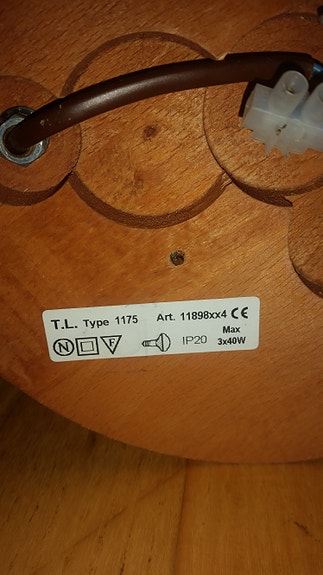 T.L. Type 1175 Art. 11898xx4 CE
N F IP20 Max 3x40W